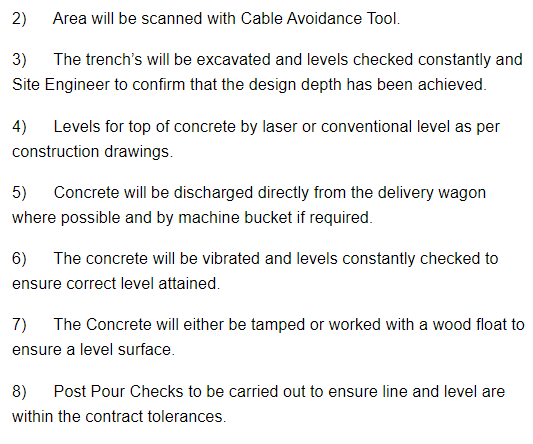 2) Area will be scanned with Cable Avoidance Tool.
3) The trench’s will be excavated and levels checked constantly and
Site Engineer to confirm that the design depth has been achieved.
4) Levels for top of concrete by laser or conventional level as per
construction drawings.
5) Concrete will be discharged directly from the delivery wagon
where possible and by machine bucket if required.
6) The concrete will be vibrated and levels constantly checked to
ensure correct level attained.
7) The Concrete will either be tamped or worked with a wood float to
ensure a level surface.
8) Post Pour Checks to be carried out to ensure line and level are
within the contract tolerances.